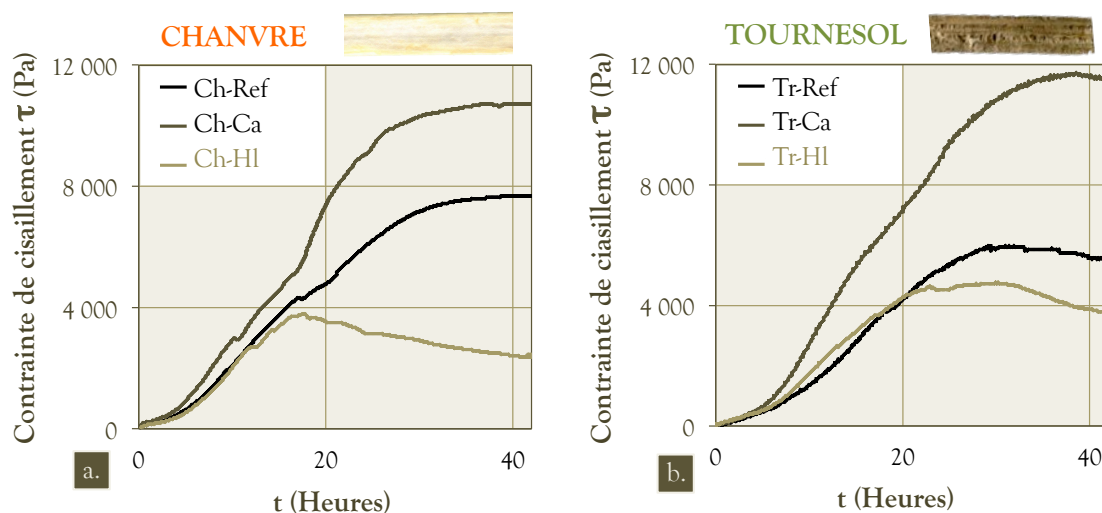 CHANVRE
Contrainte de cisaillement τ (Pa)
12 000
8 000
4 000
0
Ch-Ref
Ch-Ca
Ch-Hl
0
20
40
t (Heures)
a.
TOURNESOL
Contrainte de ciasillement τ (Pa)
12 000
8 000
4 000
0
Tr-Ref
Tr-Ca
Tr-Hl
0
20
40
t (Heures)
b.